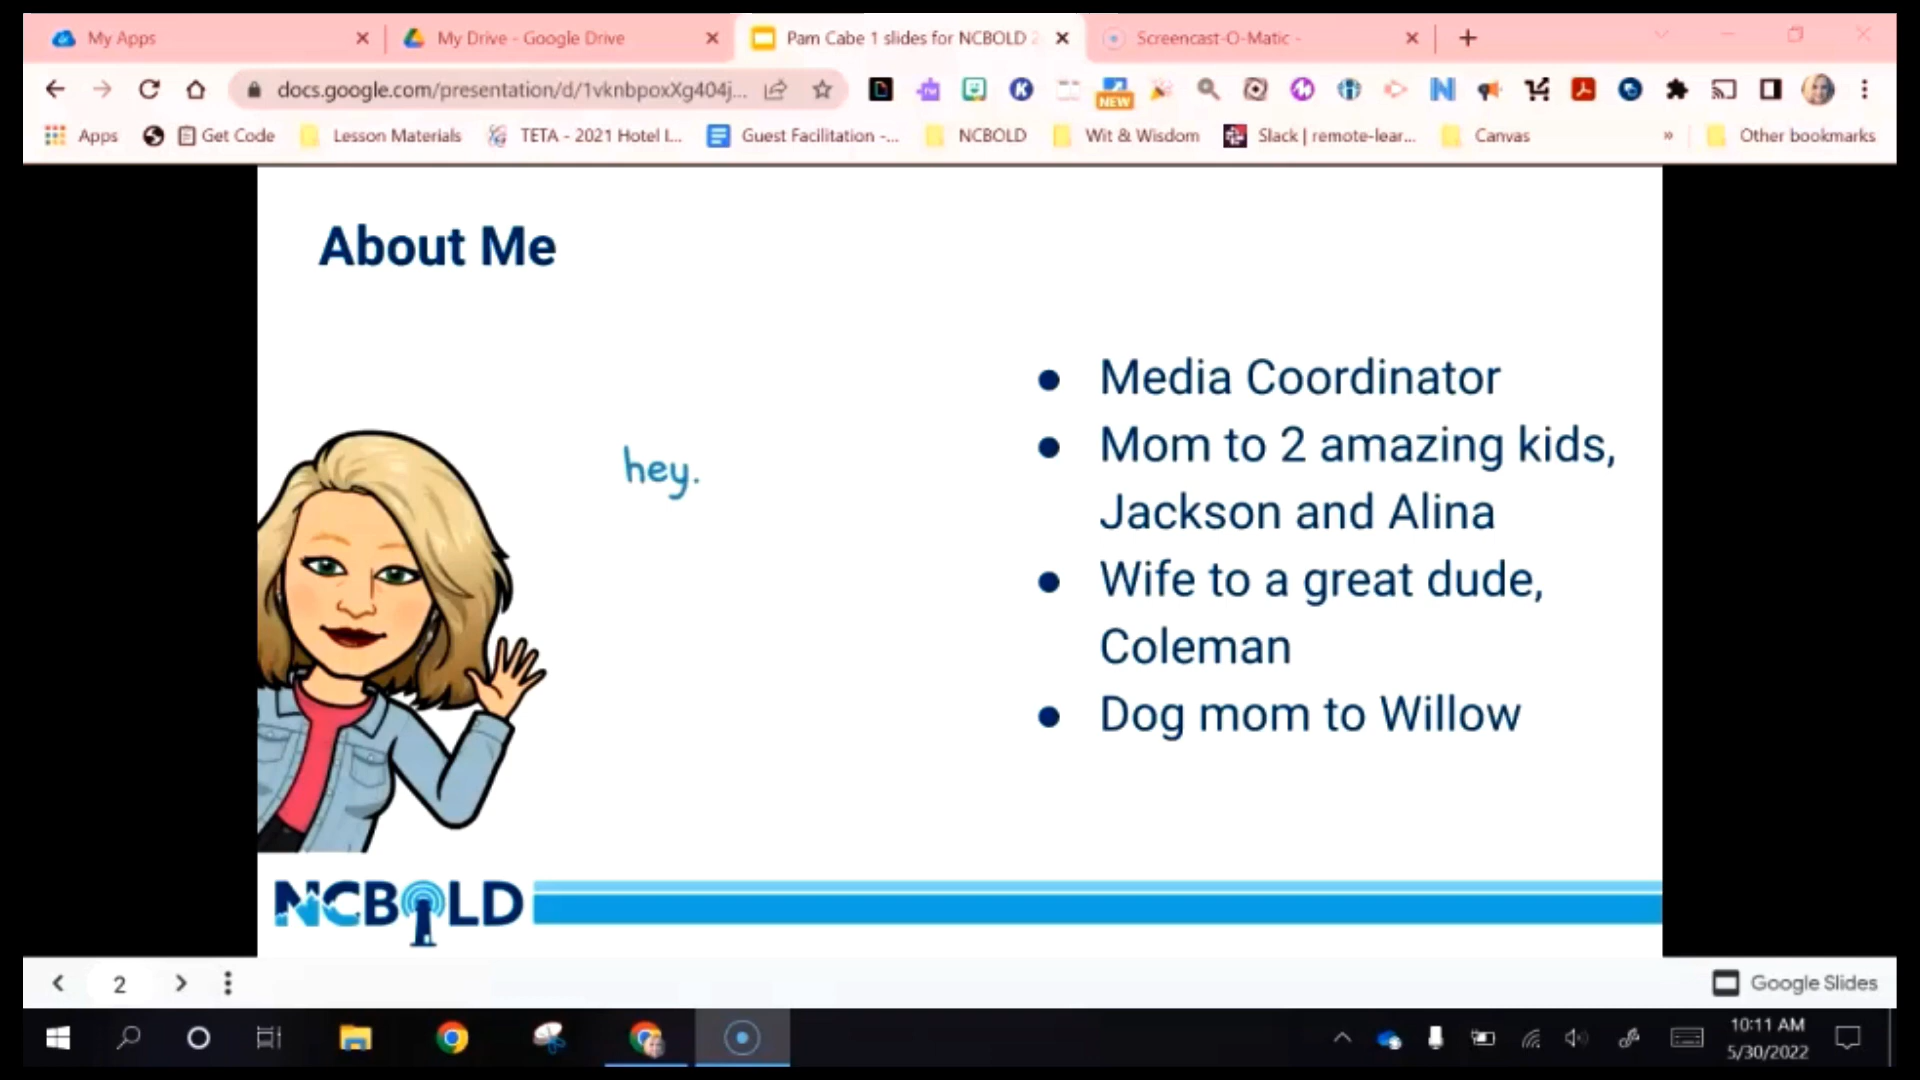 My Apps
My Drive - Google Drive
Pam Cabe 1 slides for NCBOLD
Screencast-O-Matic -
docs.google.com/presentation/d/1vknbpoxXg404j...
NEW
Apps
Get Code
Lesson Materials
TETA - 2021 Hotel I...
Guest Facilitation -...
NCBOLD
Wit & Wisdom
Slack | remote-lear...
Canvas
»
Other bookmarks
About Me
hey.
● Media Coordinator
● Mom to 2 amazing kids,
Jackson and Alina
● Wife to a great dude,
Coleman
● Dog mom to Willow
NCBOLD
2
Google Slides
10:11 AM
5/30/2022